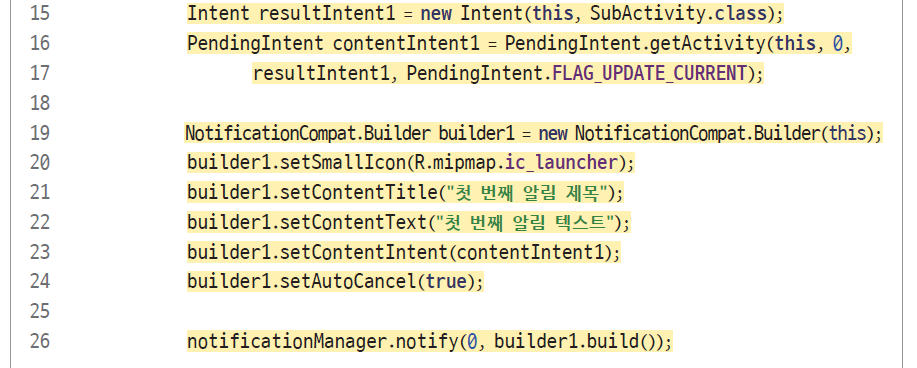 15 Intent resultIntent1 = new Intent(this, SubActivity.class);
16 PendingIntent contentIntent1 = PendingIntent.getActivity(this, 0,
17 resultIntent1, PendingIntent.FLAG_UPDATE_CURRENT);
18
19 NotificationCompat.Builder builder1 = new NotificationCompat.Builder(this);
20 builder1.setSmallIcon(R.mipmap.ic_launcher);
21 builder1.setContentTitle("첫 번째 알림 제목");
22 builder1.setContentText("첫 번째 알림 텍스트");
23 builder1.setContentIntent(contentIntent1);
24 builder1.setAutoCancel(true);
25
26 notificationManager.notify(0, builder1.build());